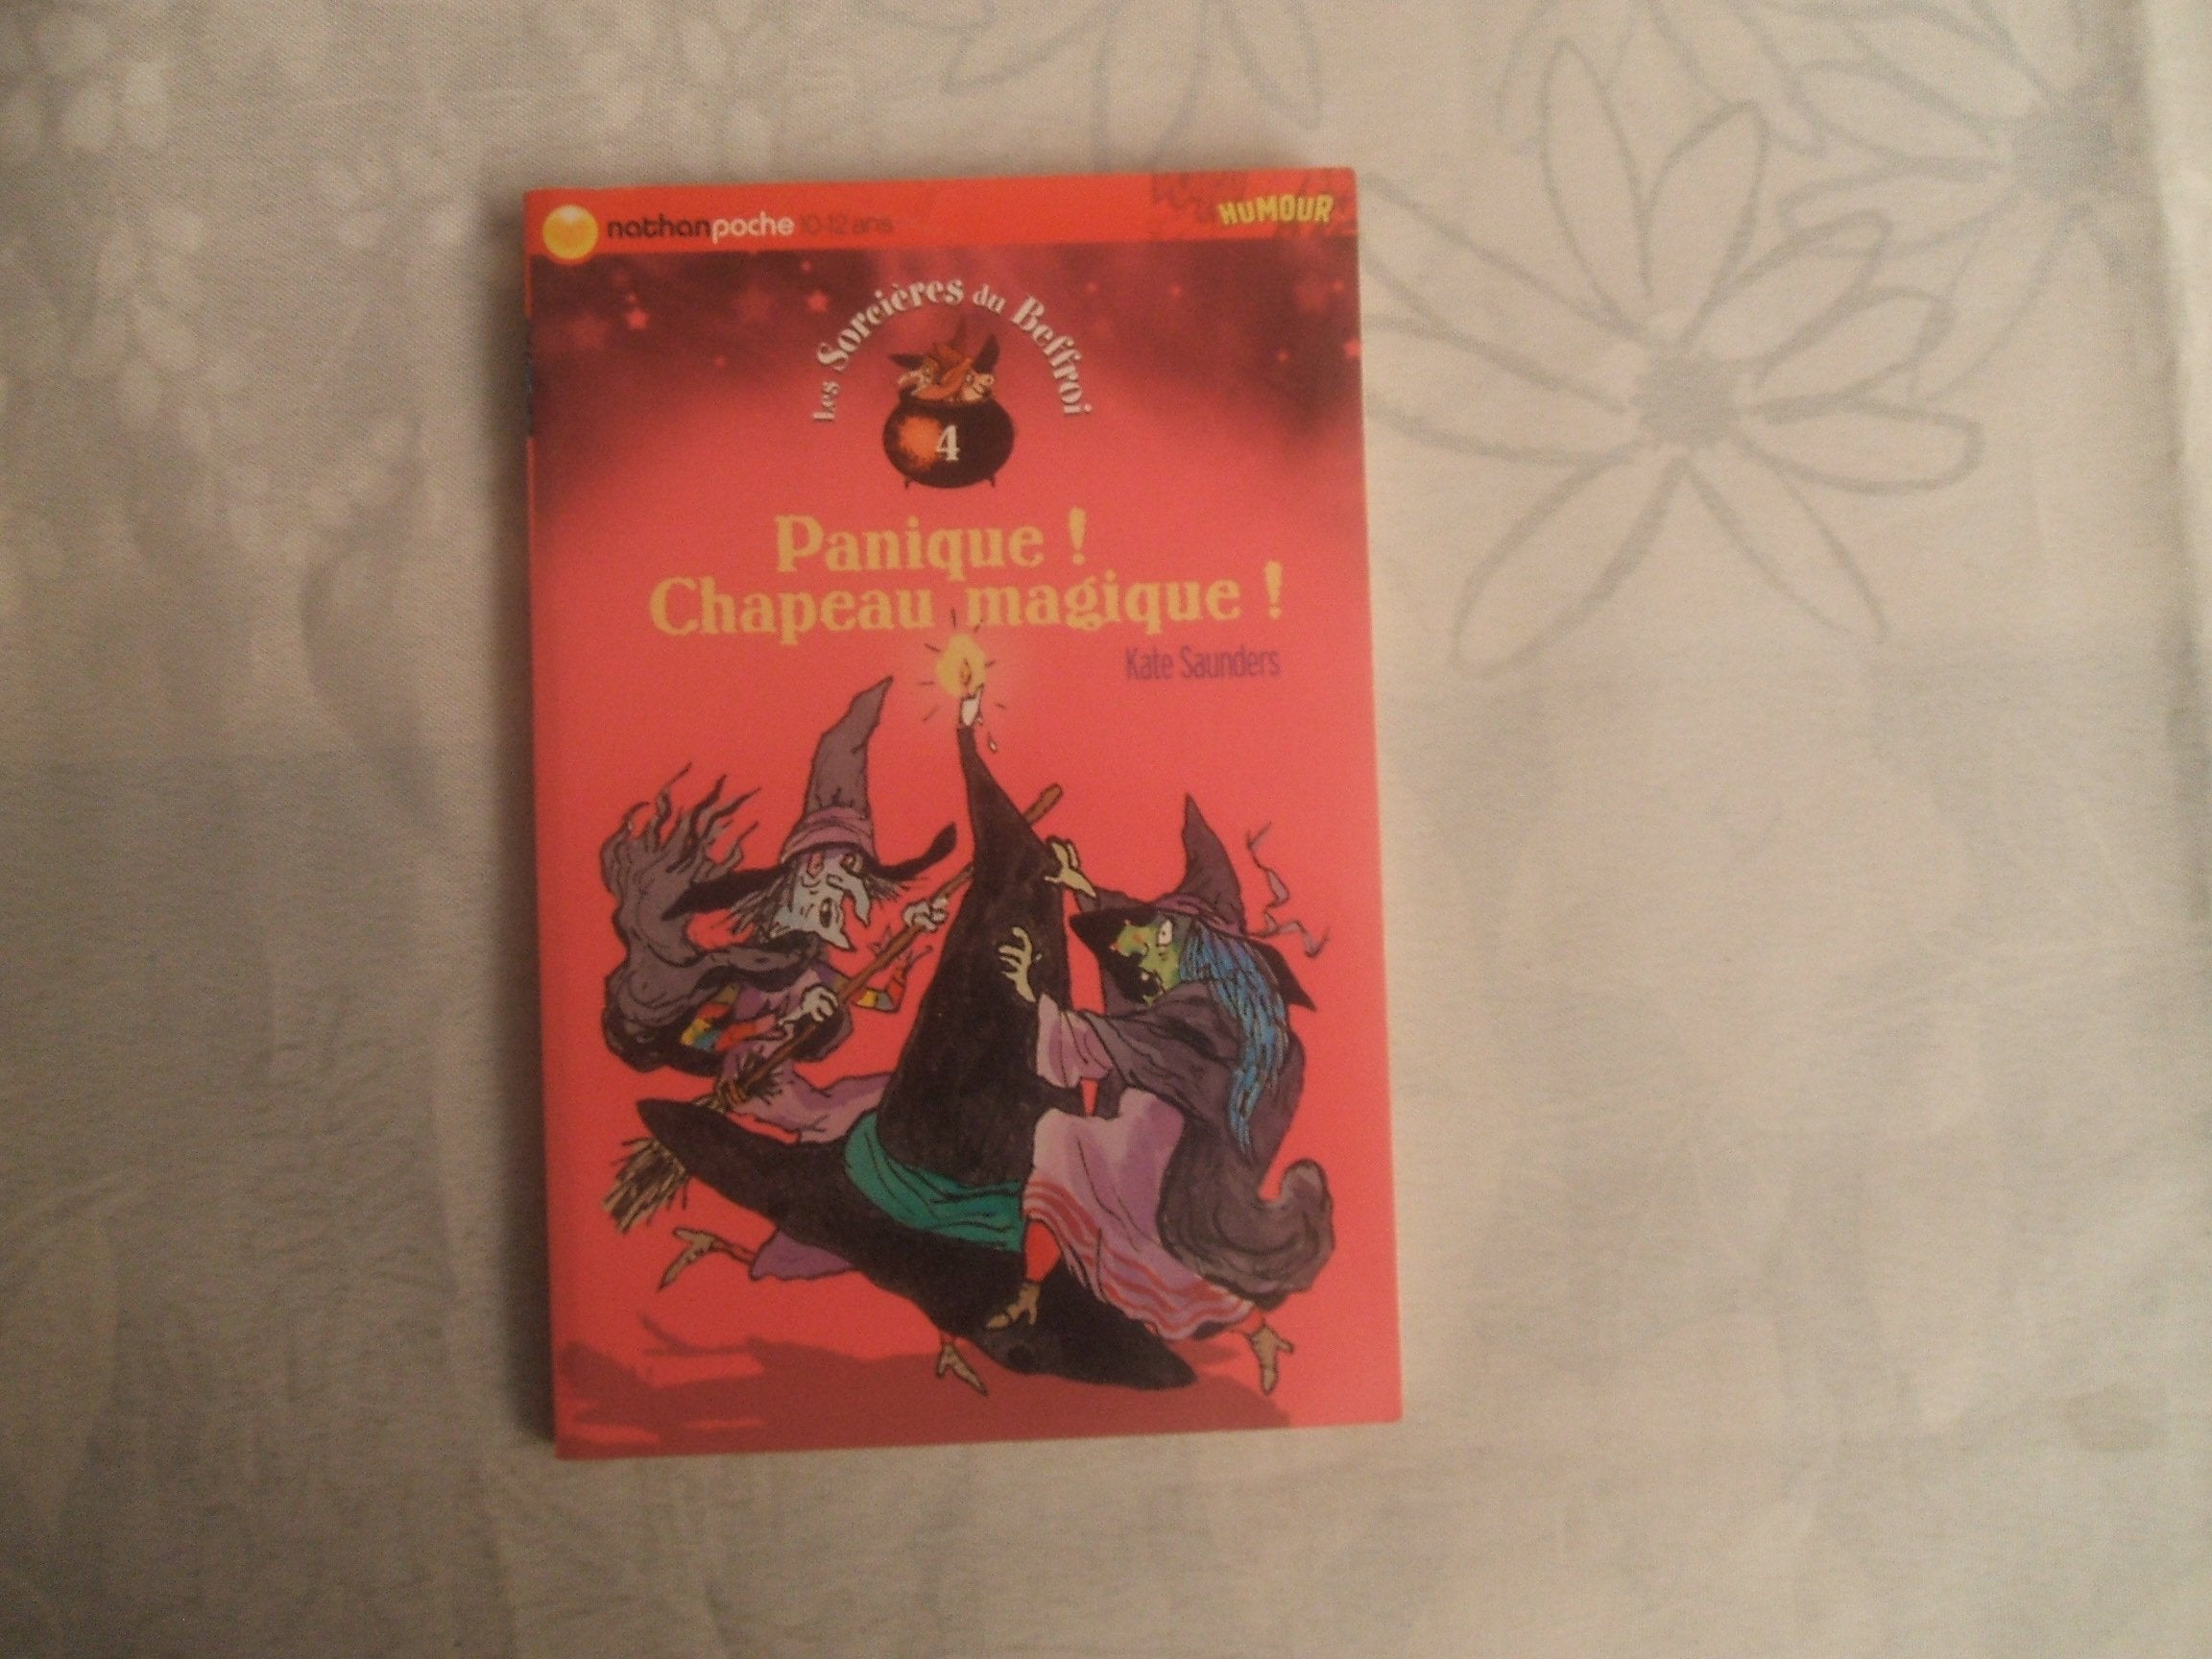 nathanpoche 10-12 ans
HUMOUR
Les Sorcières du Beffroi
4
Panique !
Chapeau magique !
Kate Saunders